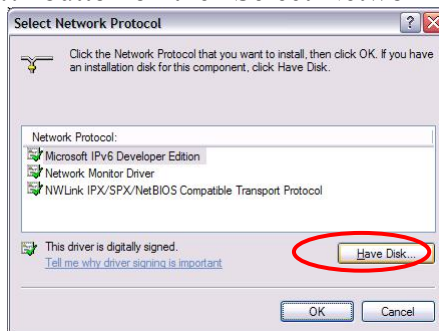 Select Network Protocol
Click the Network Protocol that you want to install, then click OK. If you have
an installation disk for this component, click Have Disk.
Network Protocol:
Microsoft IPv6 Developer Edition
Network Monitor Driver
NWLink IPX/SPX/NetBIOS Compatible Transport Protocol
This driver is digitally signed.
Tell me why driver signing is important
Have Disk...
OK Cancel